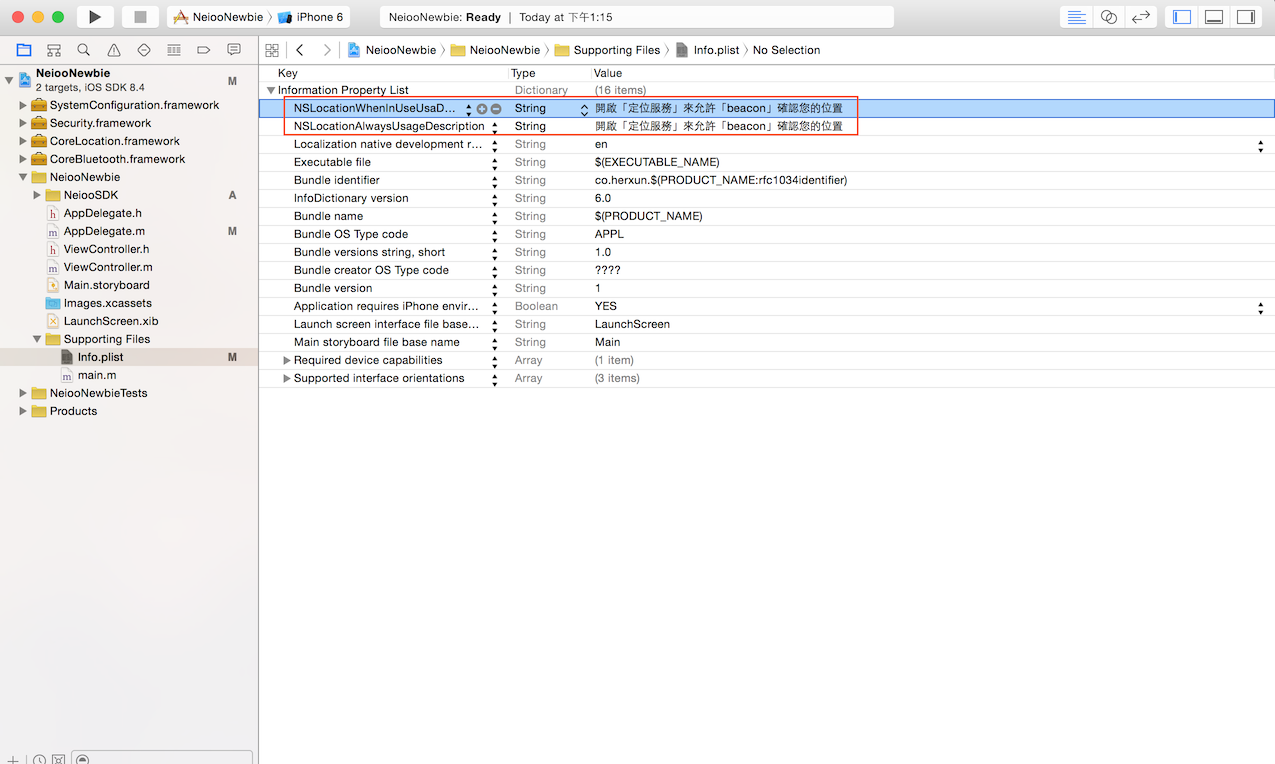 NeiooNewbie iPhone 6 NeiooNewbie: Ready | Today at 下午1:15
NeiooNewbie NeiooNewbie Supporting Files Info.plist No Selection
NeiooNewbie
2 targets, iOS SDK 8.4 M
SystemConfiguration.framework
Security.framework
CoreLocation.framework
CoreBluetooth.framework
NeiooNewbie
NeiooSDK A
h AppDelegate.h
m AppDelegate.m M
h ViewController.h
m ViewController.m
Main.storyboard
Images.xcassets
LaunchScreen.xib
Supporting Files
Info.plist M
m main.m
NeiooNewbieTests
Products
Key Type Value
Information Property List Dictionary (16 items)
NSLocationWhenInUseUsaD... String 開啟「定位服務」來允許「beacon」確認您的位置
NSLocationAlwaysUsageDescription String 開啟「定位服務」來允許「beacon」確認您的位置
Localization native development r... String en
Executable file String $(EXECUTABLE_NAME)
Bundle identifier String co.herxun.$(PRODUCT_NAME:rfc1034identifier)
InfoDictionary version String 6.0
Bundle name String $(PRODUCT_NAME)
Bundle OS Type code String APPL
Bundle versions string, short String 1.0
Bundle creator OS Type code String ????
Bundle version String 1
Application requires iPhone envir... Boolean YES
Launch screen interface file base... String LaunchScreen
Main storyboard file base name String Main
Required device capabilities Array (1 item)
Supported interface orientations Array (3 items)